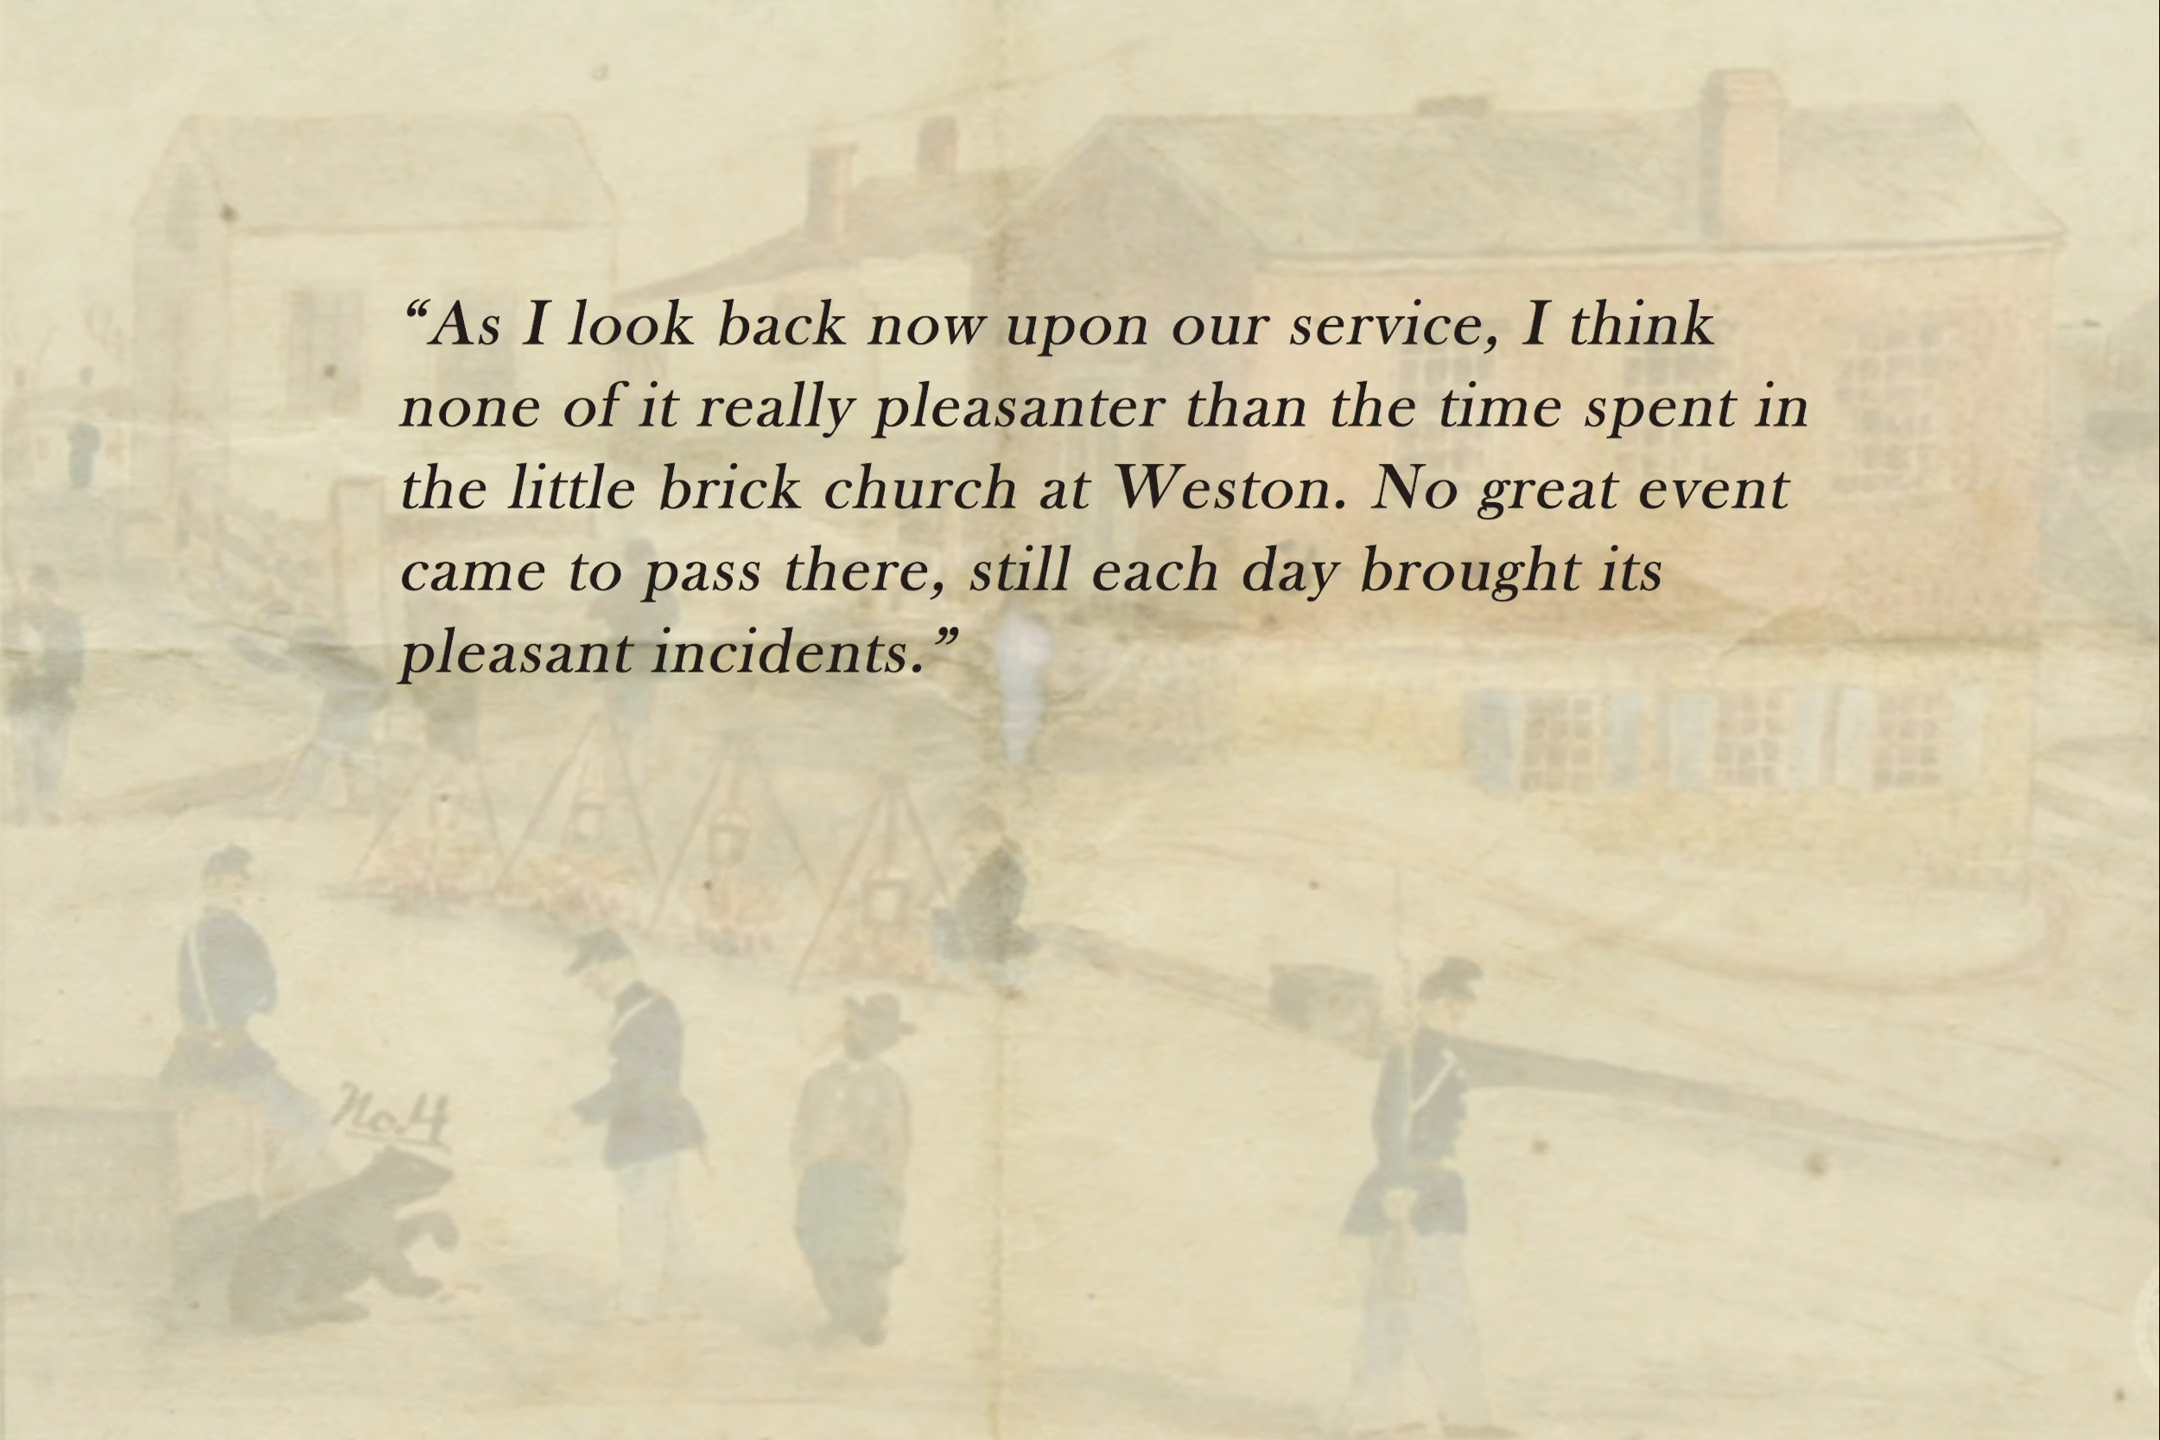 “As I look back now upon our service, I think
none of it really pleasanter than the time spent in
the little brick church at Weston. No great event
came to pass there, still each day brought its
pleasant incidents.”
No. 4